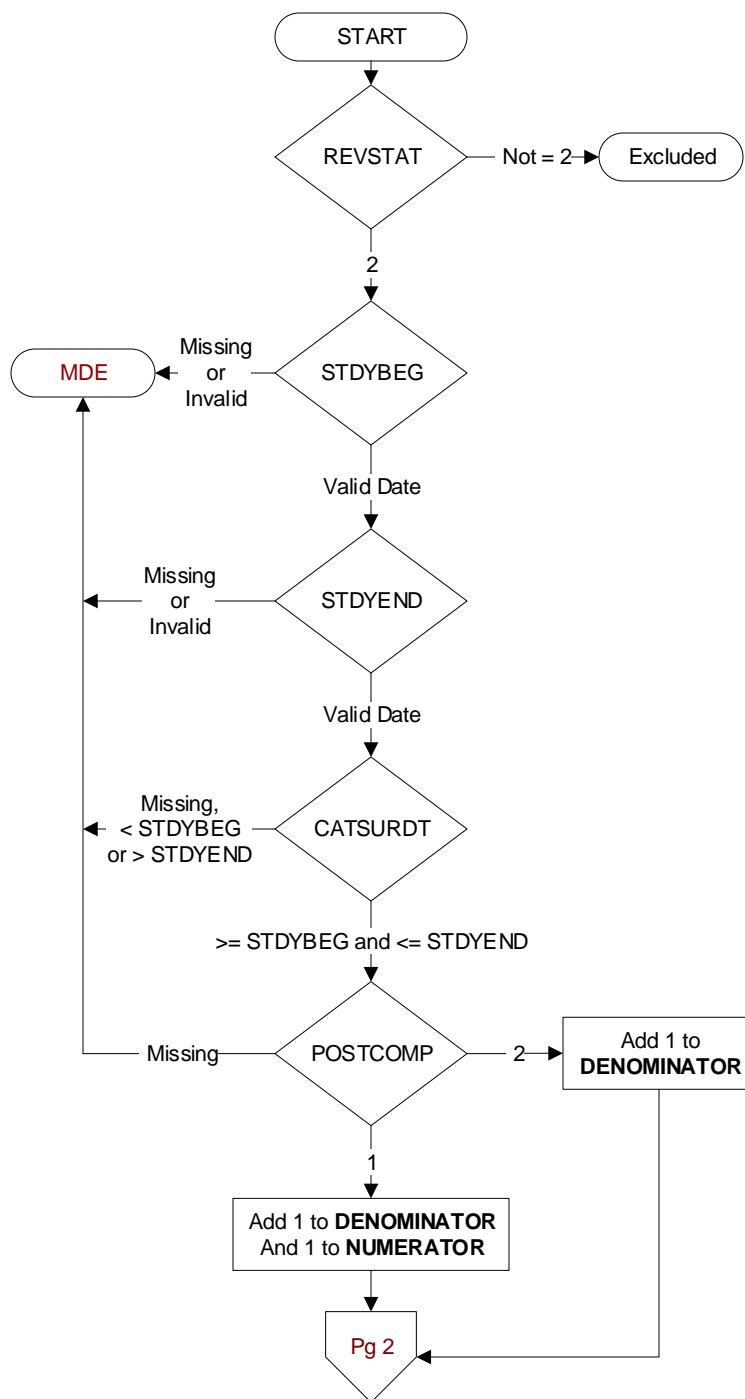 START
REVSTAT
Not = 2
Excluded
2
Missing
or
Invalid
MDE
STDYBEG
Valid Date
Missing
or
Invalid
STDYEND
Valid Date
Missing,
< STDYBEG
or > STDYEND
CATSURDT
>= STDYBEG and <= STDYEND
Missing
POSTCOMP
2
Add 1 to
DENOMINATOR
1
Add 1 to DENOMINATOR
And 1 to NUMERATOR
Pg 2